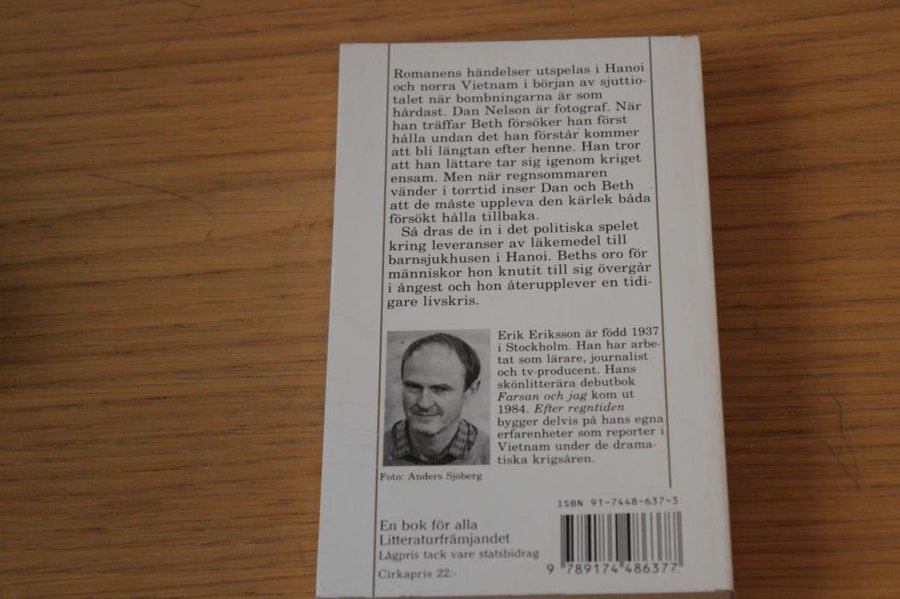 Romanens händelser utspelas i Hanoi
och norra Vietnam i början av sjuttio-
talet när bombningarna är som
hårdast. Dan Nelson är fotograf. När
han träffar Beth försöker han först
hålla undan det han förstår kommer
att bli längtan efter henne. Han tror
att han lättare tar sig igenom kriget
ensam. Men när regnsommaren
vänder i torrtid inser Dan och Beth
att de måste uppleva den kärlek båda
försökt hålla tillbaka.
Så dras de in i det politiska spelet
kring leveranser av läkemedel till
barnsjukhusen i Hanoi. Beths oro för
människor hon knutit till sig övergår
i ångest och hon återupplever en tidi-
gare livskris.
Erik Eriksson är född 1937
i Stockholm. Han har arbe-
tat som lärare, journalist
och tv-producent. Hans
skönlitterära debutbok
Farsan och jag kom ut
1984. Efter regntiden
bygger delvis på hans egna
erfarenheter som reporter i
Vietnam under de drama-
tiska krigsåren.
Foto: Anders Sjöberg
En bok för alla
Litteraturfrämjandet
Lågpris tack vare statsbidrag
Cirkapris 22:-
ISBN 91-7448-637-3
9 789174 486377